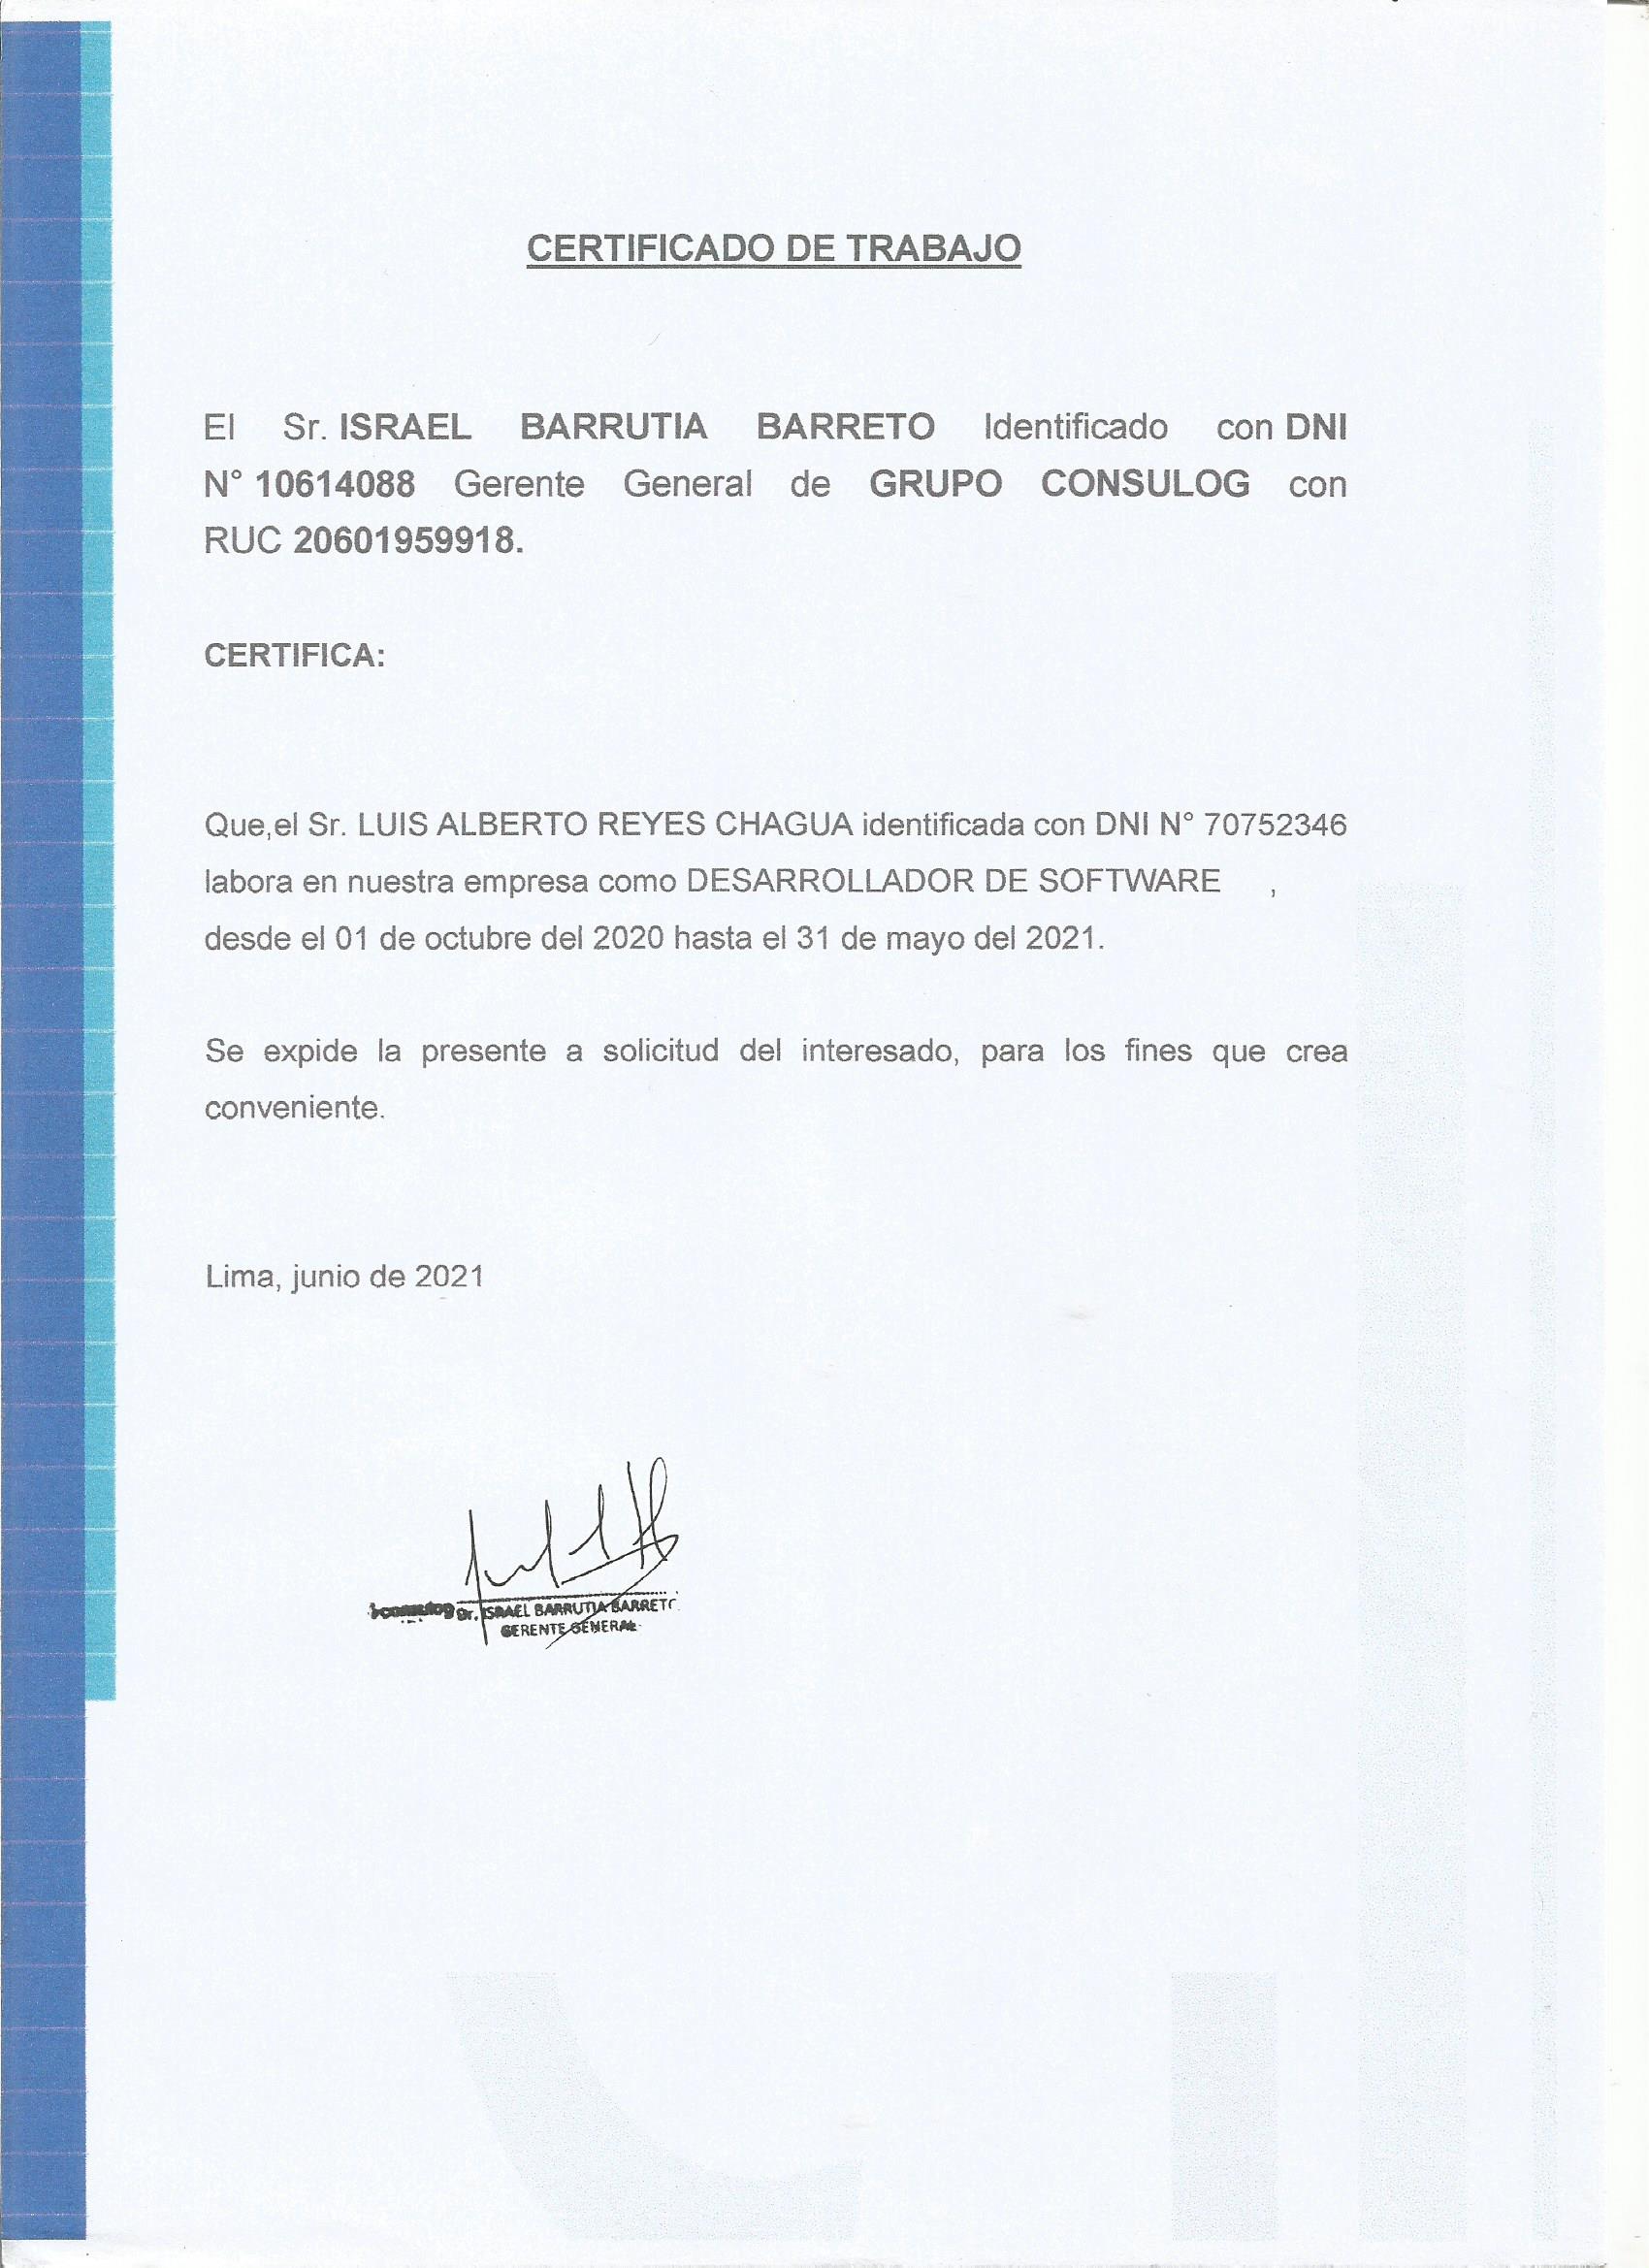 CERTIFICADO DE TRABAJO
El Sr. ISRAEL BARRUTIA BARRETO Identificado con DNI
N° 10614088 Gerente General de GRUPO CONSULOG con
RUC 20601959918.
CERTIFICA:
Que,el Sr. LUIS ALBERTO REYES CHAGUA identificada con DNI N° 70752346
labora en nuestra empresa como DESARROLLADOR DE SOFTWARE ,
desde el 01 de octubre del 2020 hasta el 31 de mayo del 2021.
Se expide la presente a solicitud del interesado, para los fines que crea
conveniente.
Lima, junio de 2021
Dr. ISRAEL BARRUTIA BARRETO
GERENTE GENERAL